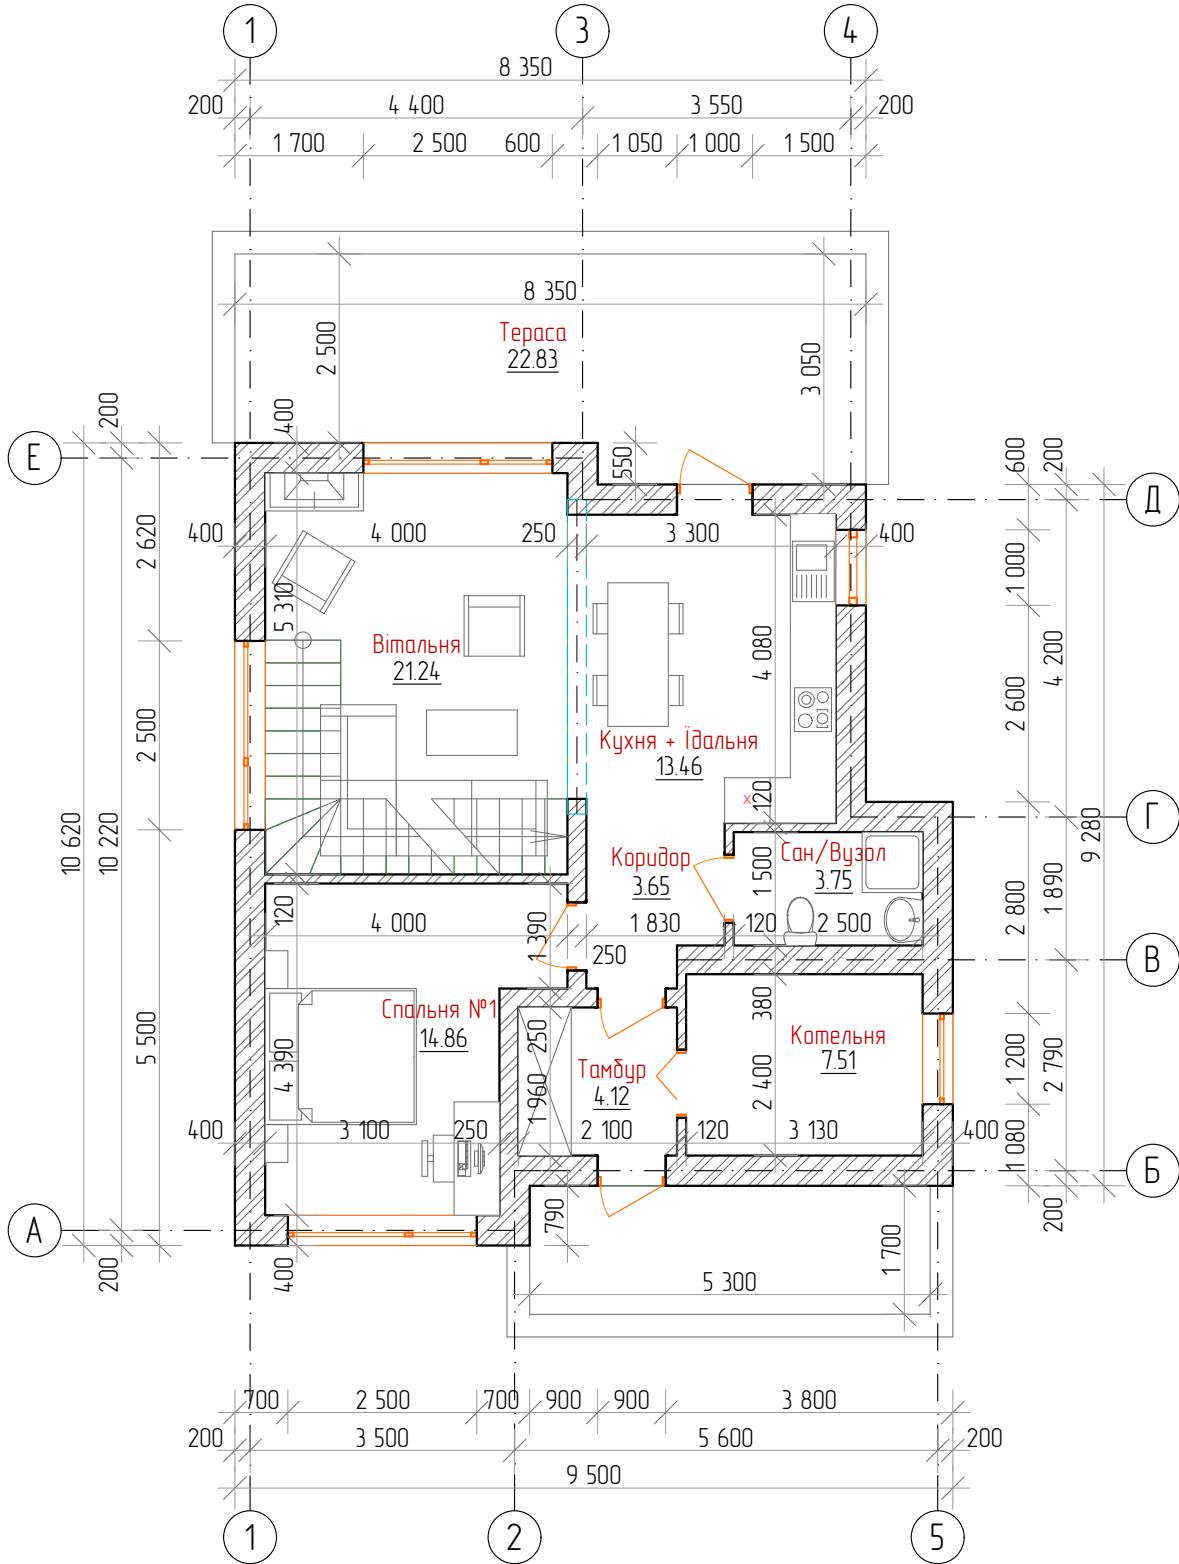 1 3 4
8 350
200 4 400 3 550 200
1 700 2 500 600 1 050 1 000 1 500
8 350
Тераса
22.83
2 500
3 050
200
400
Е
550
600
200
Д
400 4 000 250 3 300 400
2 620
5 310
1 000
Вітальня
21.24
4 080
4 200
2 600
2 500
Кухня + Їдальня
13.46
x
120
Г
10 620
10 220
9 280
Коридор
3.65
1 500
Сан/Вузол
3.75
2 800
1 890
120
4 000
1 390
1 830 120 2 500
250
В
Спальня №1
14.86
250
380
Котельня
7.51
5 500
4 390
Тамбур
4.12
1 960
2 400
1 200
2 790
400 3 100 250 2 100 120 3 130 400
1 080
Б
А
790
200
200
400
1 700
5 300
700 2 500 700 900 900 3 800
200 3 500 5 600 200
9 500
1 2 5